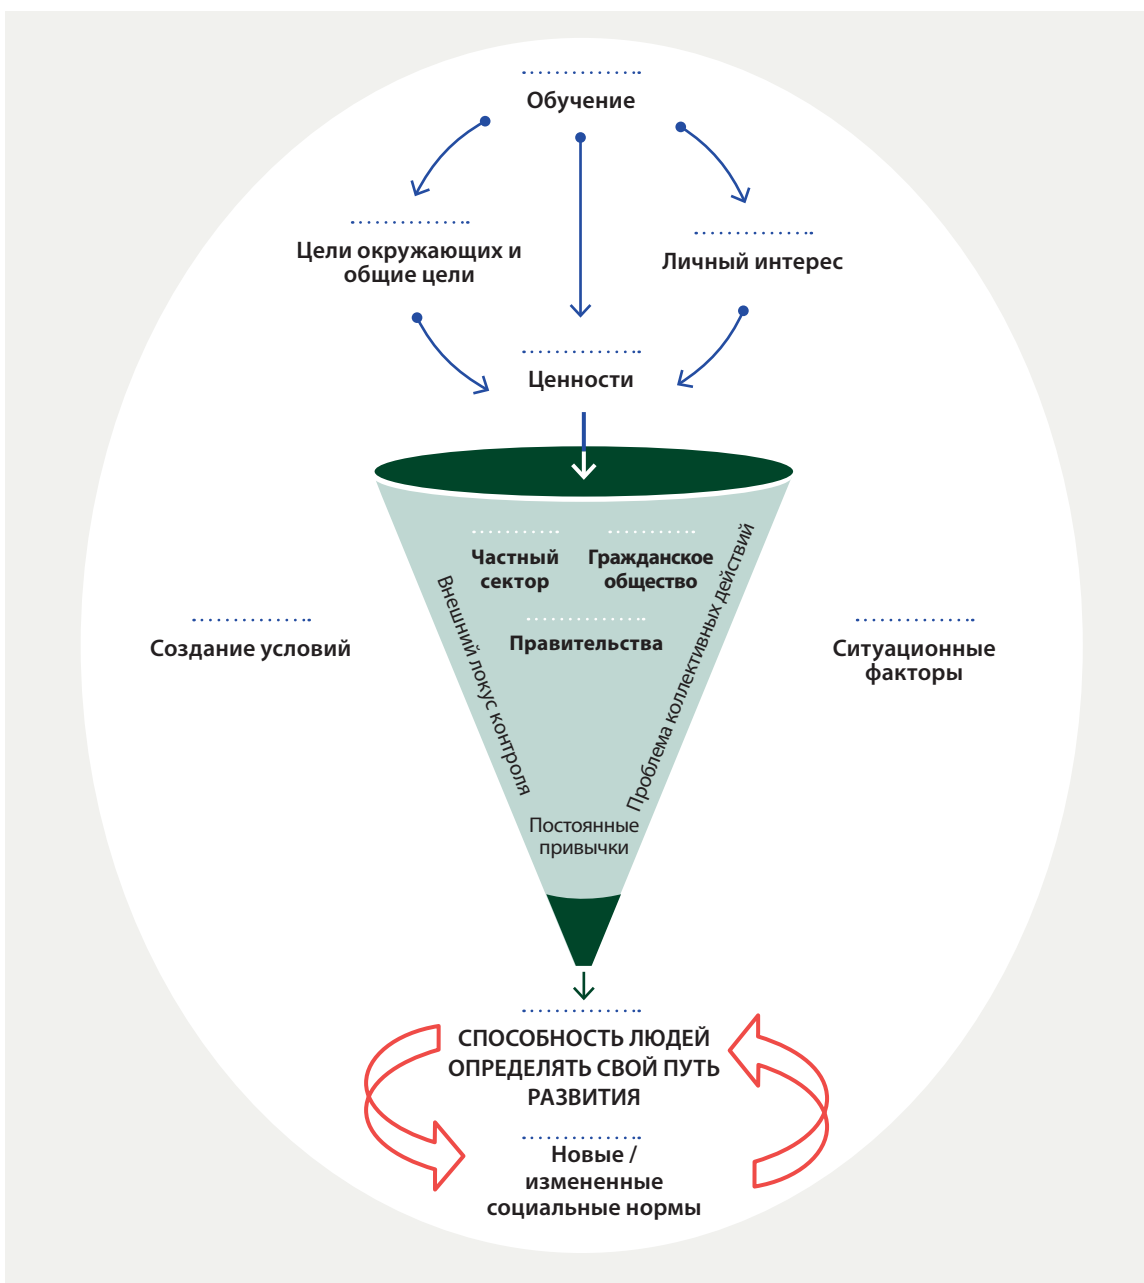 Обучение
Цели окружающих и
общие цели
Личный интерес
Ценности
Частный
сектор
Гражданское
общество
Правительства
Внешний локус контроля
Проблема коллективных действий
Постоянные
привычки
Создание условий
Ситуационные
факторы
СПОСОБНОСТЬ ЛЮДЕЙ
ОПРЕДЕЛЯТЬ СВОЙ ПУТЬ
РАЗВИТИЯ
Новые /
измененные
социальные нормы